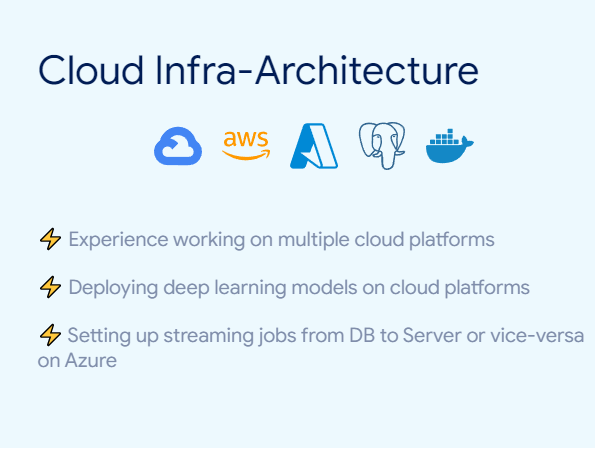 Cloud Infra-Architecture
aws
⚡ Experience working on multiple cloud platforms
⚡ Deploying deep learning models on cloud platforms
⚡ Setting up streaming jobs from DB to Server or vice-versa
on Azure